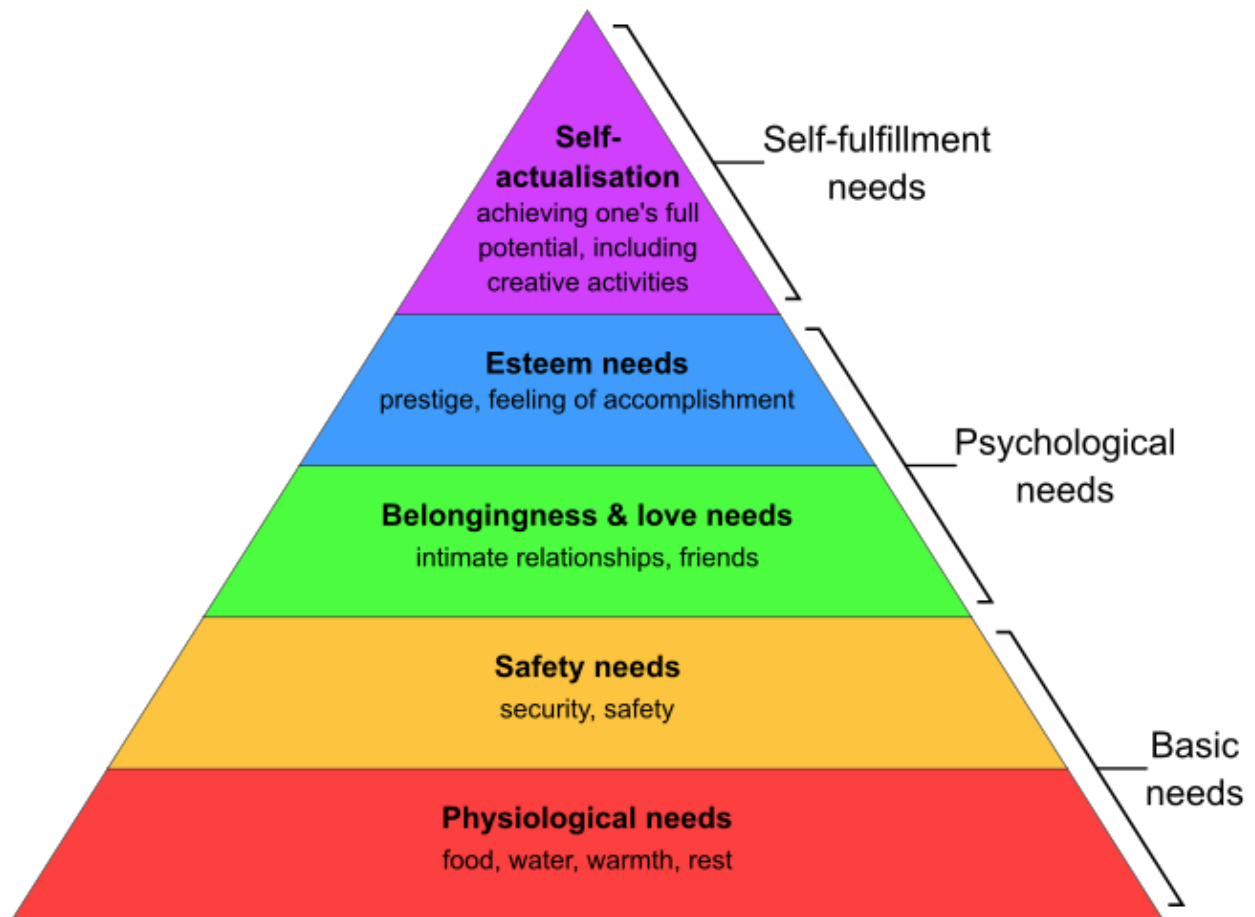 Self-
actualisation
achieving one's full
potential, including
creative activities
Self-fulfillment
needs
Esteem needs
prestige, feeling of accomplishment
Psychological
needs
Belongingness & love needs
intimate relationships, friends
Safety needs
security, safety
Basic
needs
Physiological needs
food, water, warmth, rest